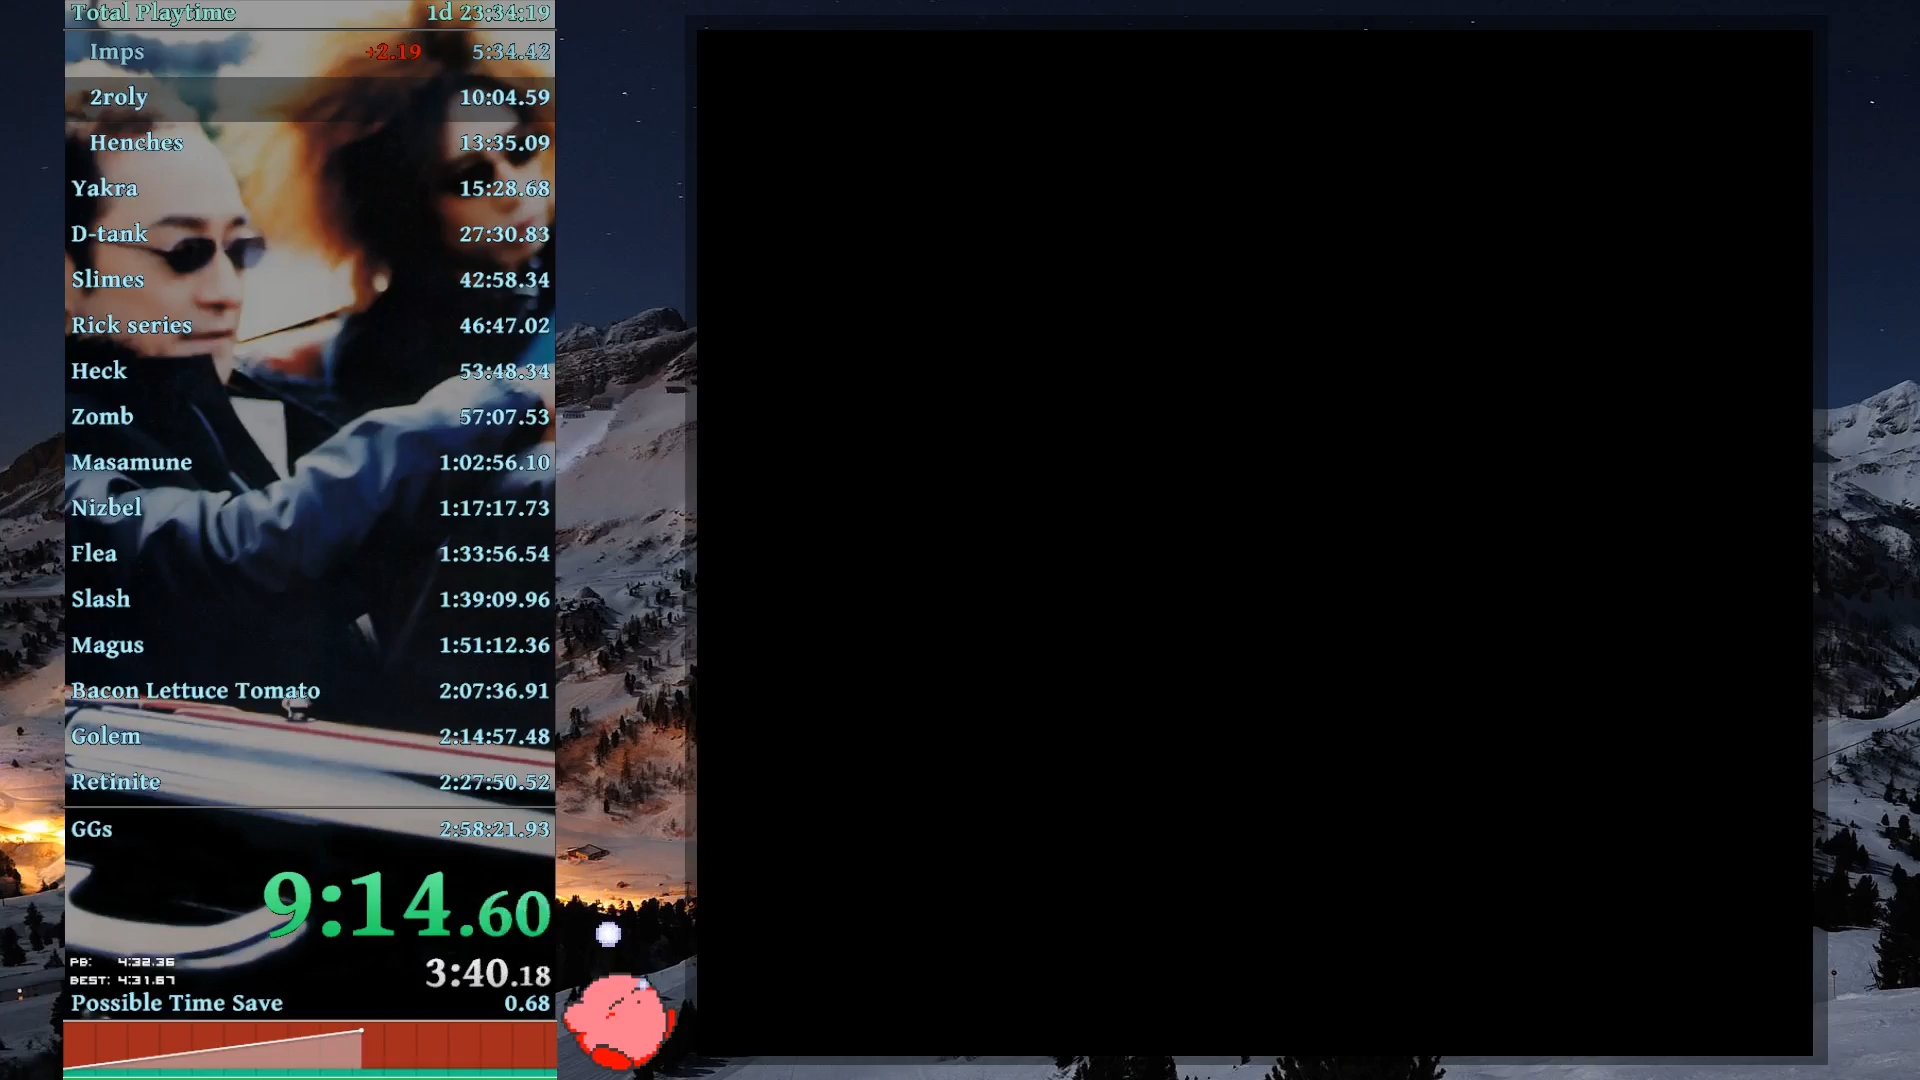 Total Playtime 1d 23:34:19
Imps +2.19 5:34.42
2roly 10:04.59
Henches 13:35.09
Yakra 15:28.68
D-tank 27:30.83
Slimes 42:58.34
Rick series 46:47.02
Heck 53:48.34
Zomb 57:07.53
Masamune 1:02:56.10
Nizbel 1:17:17.73
Flea 1:33:56.54
Slash 1:39:09.96
Magus 1:51:12.36
Bacon Lettuce Tomato 2:07:36.91
Golem 2:14:57.48
Retinite 2:27:50.52
GGs 2:58:21.93
9:14.60
PB: 4:32.36
BEST: 4:31.67
3:40.18
Possible Time Save 0.68